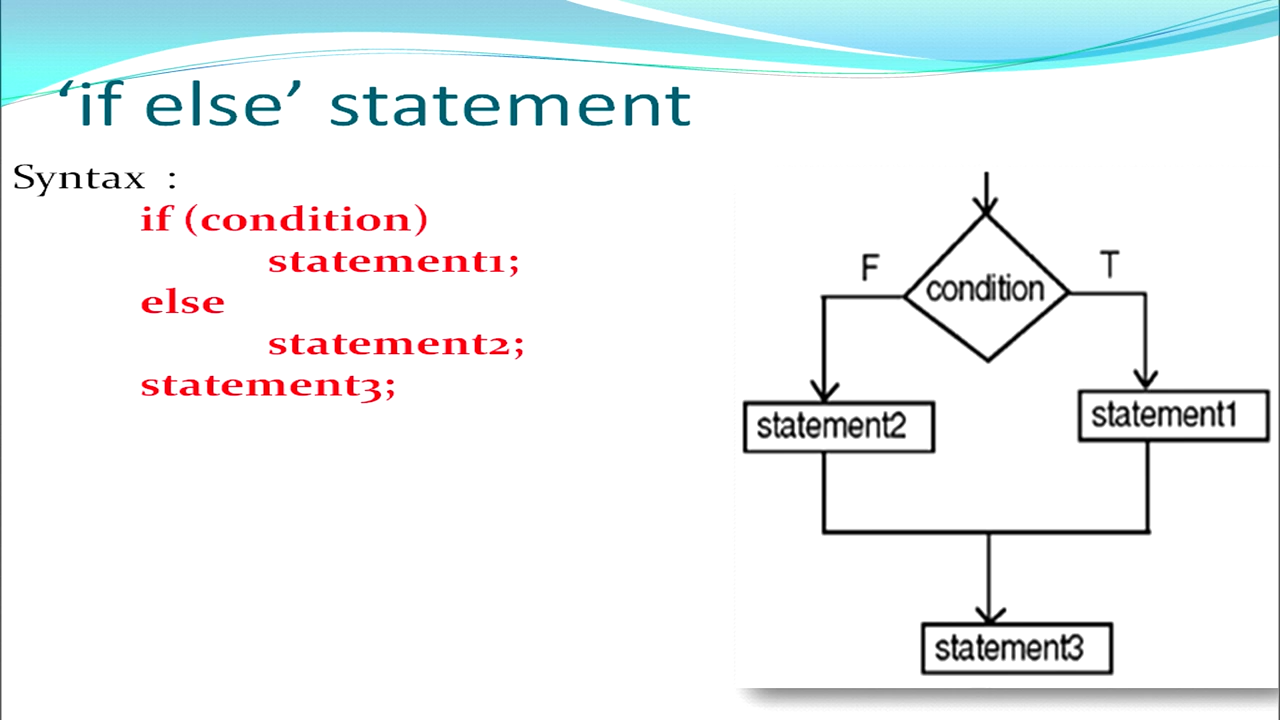 ‘if else’ statement
Syntax :
if (condition)
statement1;
else
statement2;
statement3;
F
T
condition
statement2
statement1
statement3